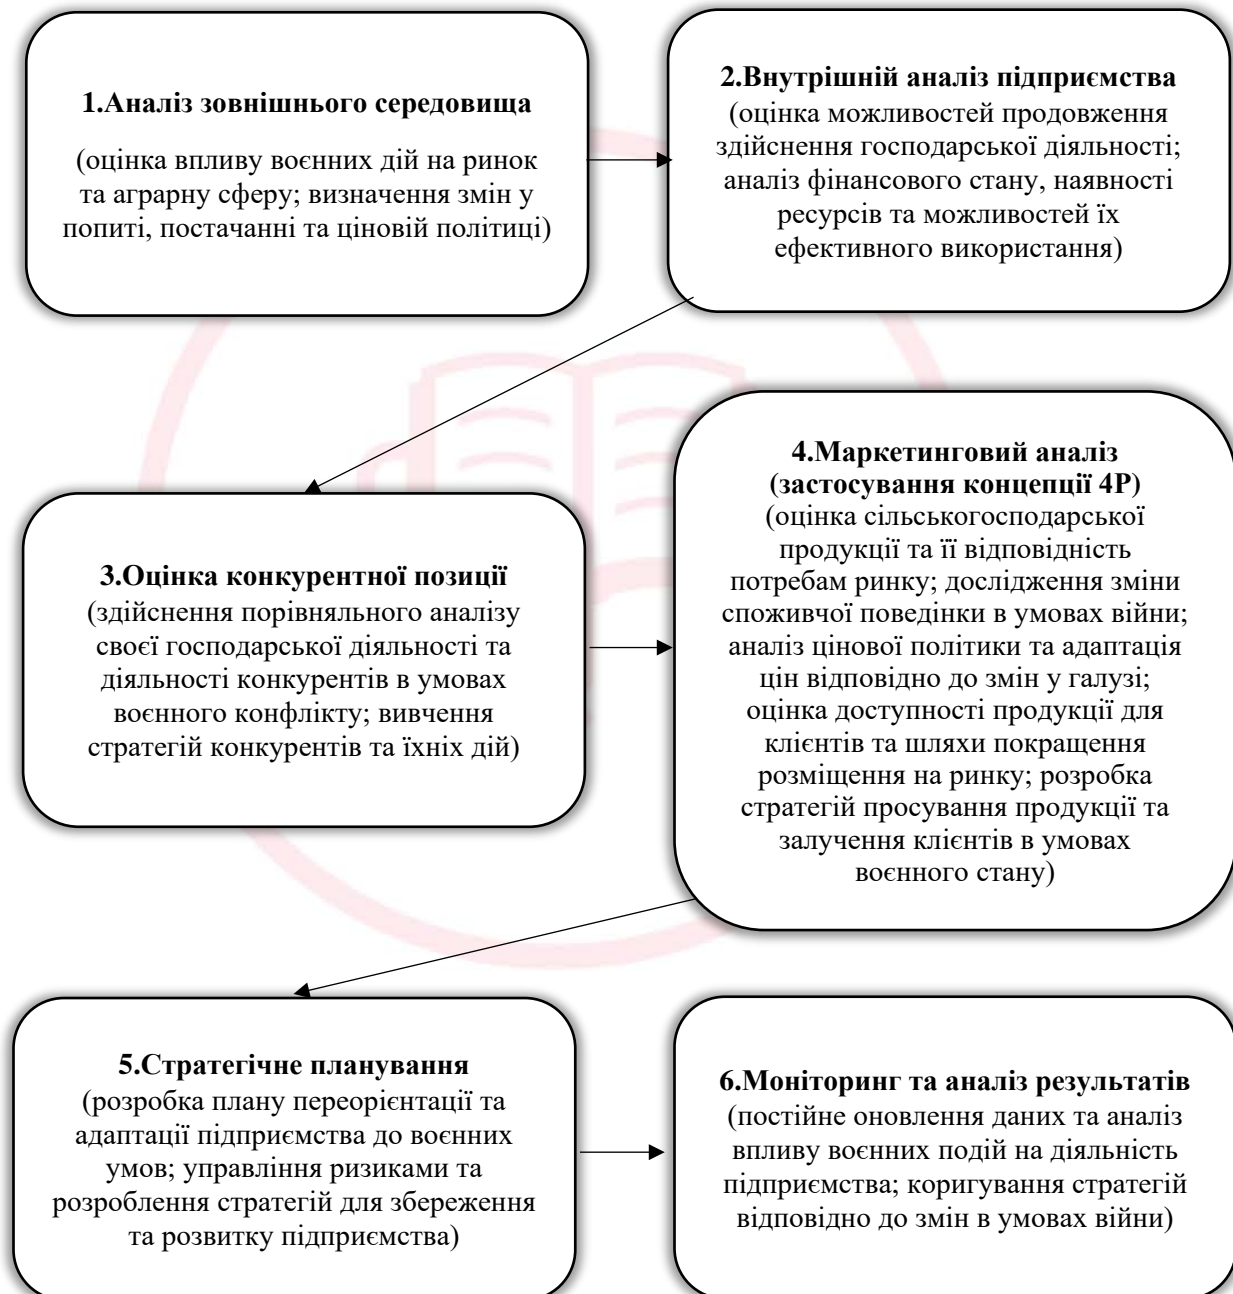 1.Аналіз зовнішнього середовища
(оцінка впливу воєнних дій на ринок
та аграрну сферу; визначення змін у
попиті, постачанні та ціновій політиці)
2.Внутрішній аналіз підприємства
(оцінка можливостей продовження
здійснення господарської діяльності;
аналіз фінансового стану, наявності
ресурсів та можливостей їх
ефективного використання)
3.Оцінка конкурентної позиції
(здійснення порівняльного аналізу
своєї господарської діяльності та
діяльності конкурентів в умовах
воєнного конфлікту; вивчення
стратегій конкурентів та їхніх дій)
4.Маркетинговий аналіз
(застосування концепції 4P)
(оцінка сільськогосподарської
продукції та її відповідність
потребам ринку; дослідження зміни
споживчої поведінки в умовах війни;
аналіз цінової політики та адаптація
цін відповідно до змін у галузі;
оцінка доступності продукції для
клієнтів та шляхи покращення
розміщення на ринку; розробка
стратегій просування продукції та
залучення клієнтів в умовах
воєнного стану)
5.Стратегічне планування
(розробка плану переорієнтації та
адаптації підприємства до воєнних
умов; управління ризиками та
розроблення стратегій для збереження
та розвитку підприємства)
6.Моніторинг та аналіз результатів
(постійне оновлення даних та аналіз
впливу воєнних подій на діяльність
підприємства; коригування стратегій
відповідно до змін в умовах війни)